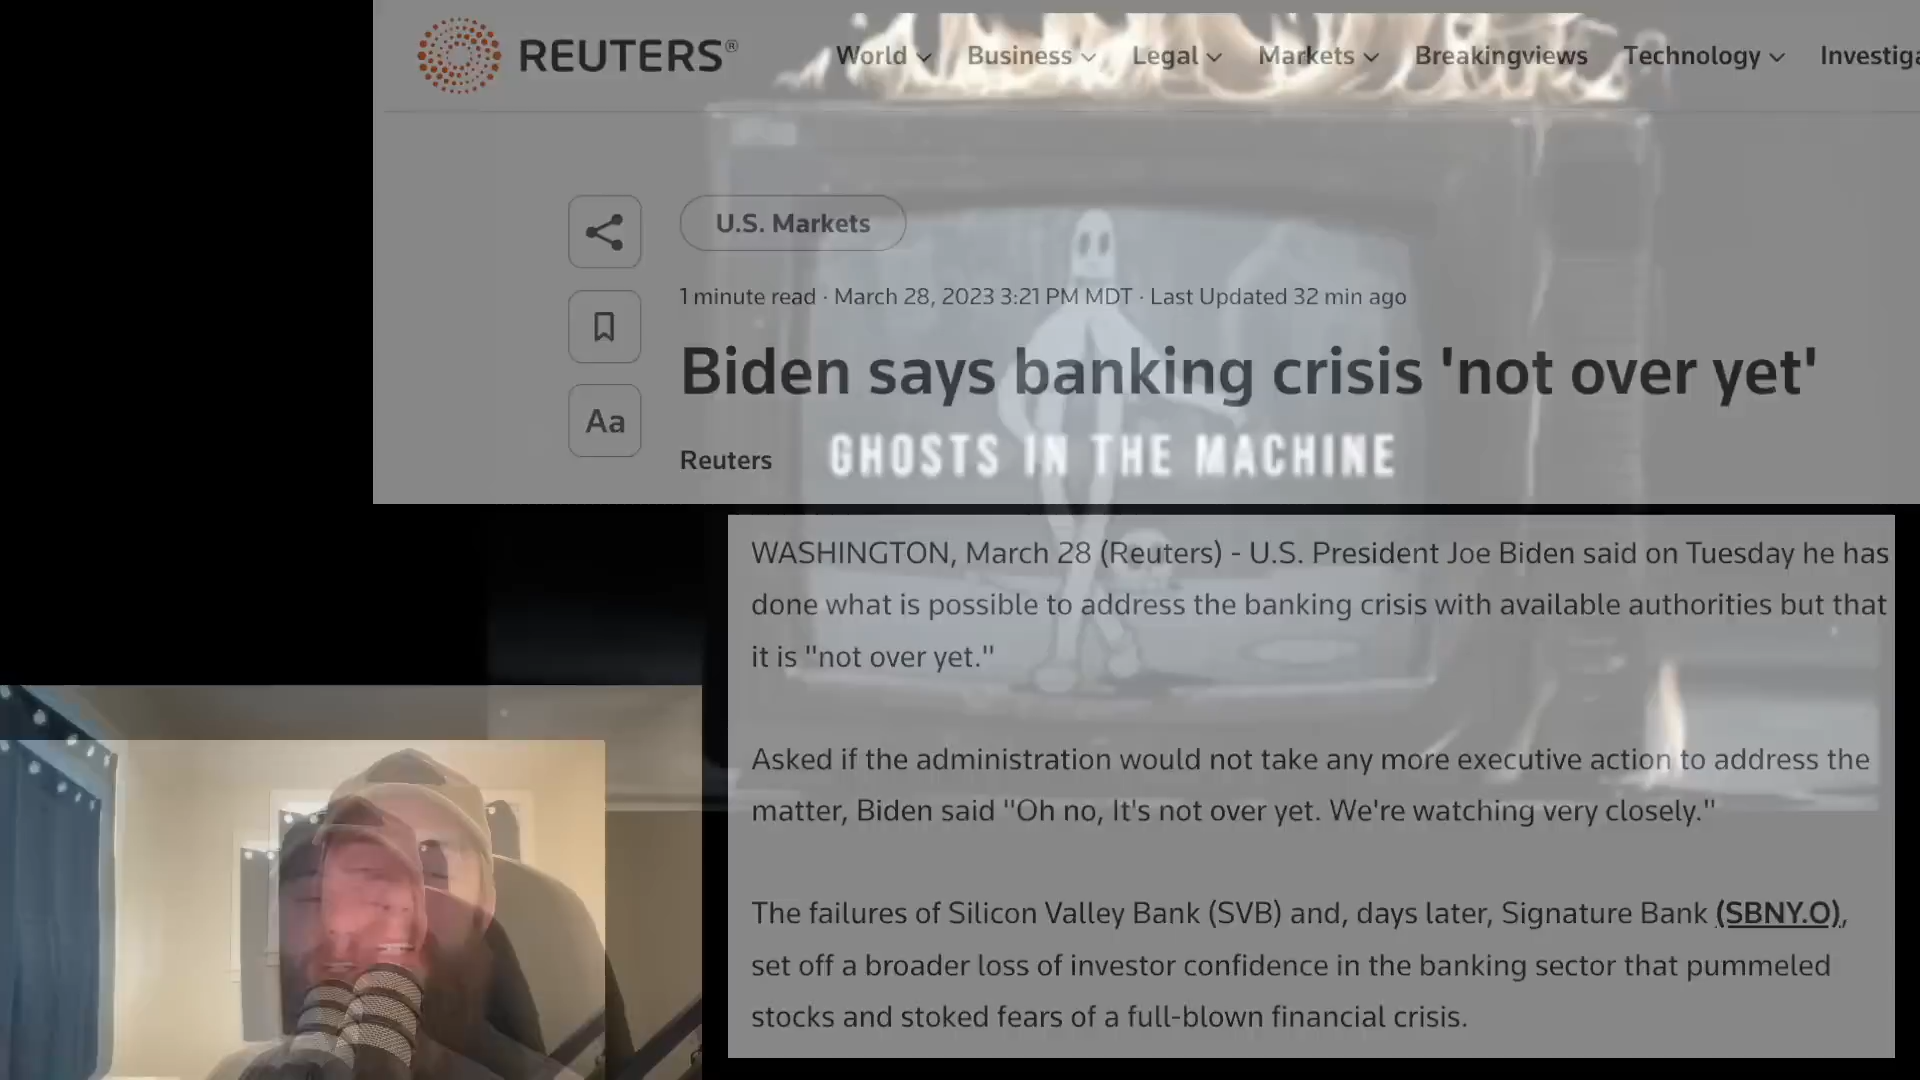 REUTERS®
World Business Legal Markets Breakingviews Technology Investiga
U.S. Markets
1 minute read · March 28, 2023 3:21 PM MDT · Last Updated 32 min ago
Biden says banking crisis 'not over yet'
Aa
Reuters
GHOSTS IN THE MACHINE
WASHINGTON, March 28 (Reuters) - U.S. President Joe Biden said on Tuesday he has
done what is possible to address the banking crisis with available authorities but that
it is "not over yet."
Asked if the administration would not take any more executive action to address the
matter, Biden said "Oh no, It's not over yet. We're watching very closely."
The failures of Silicon Valley Bank (SVB) and, days later, Signature Bank (SBNY.O),
set off a broader loss of investor confidence in the banking sector that pummeled
stocks and stoked fears of a full-blown financial crisis.